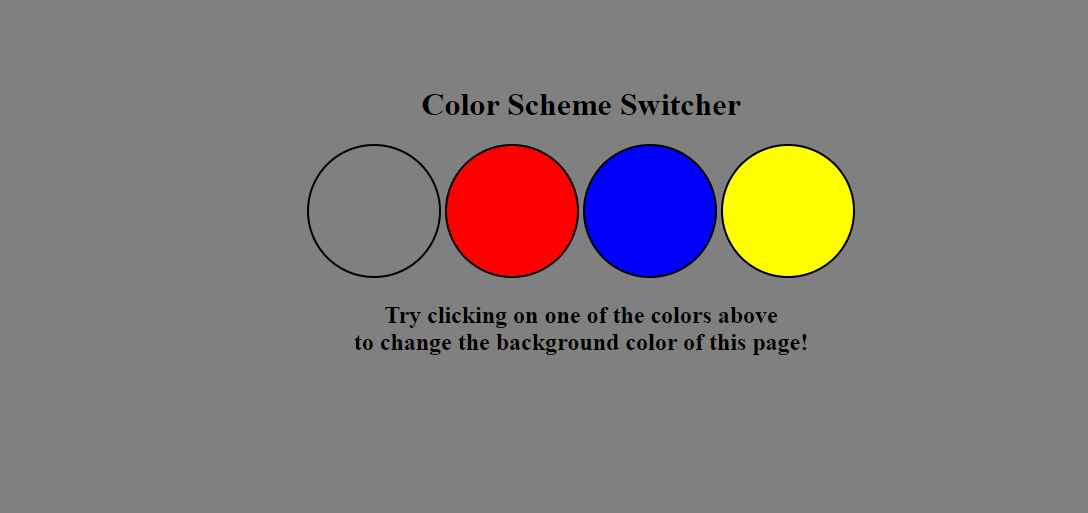 Color Scheme Switcher
Try clicking on one of the colors above
to change the background color of this page!